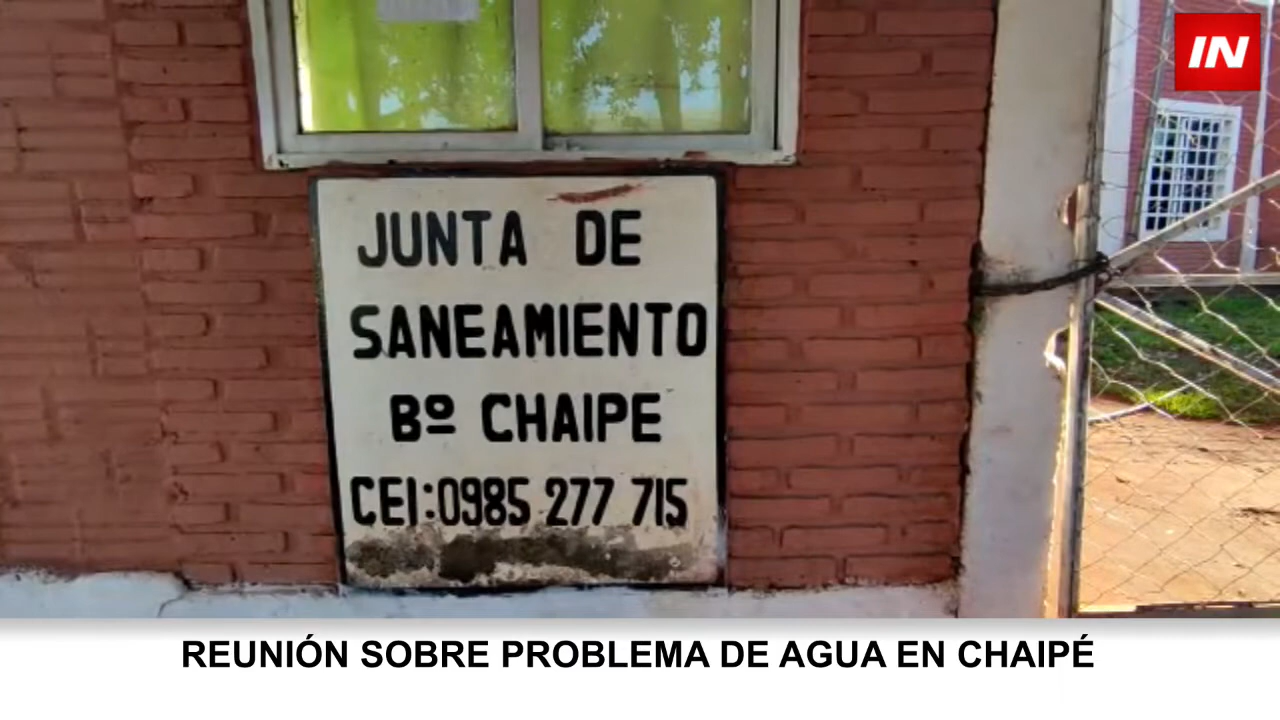 IN
JUNTA DE
SANEAMIENTO
Bº CHAIPE
CEl:0985 277 715
REUNIÓN SOBRE PROBLEMA DE AGUA EN CHAIPÉ